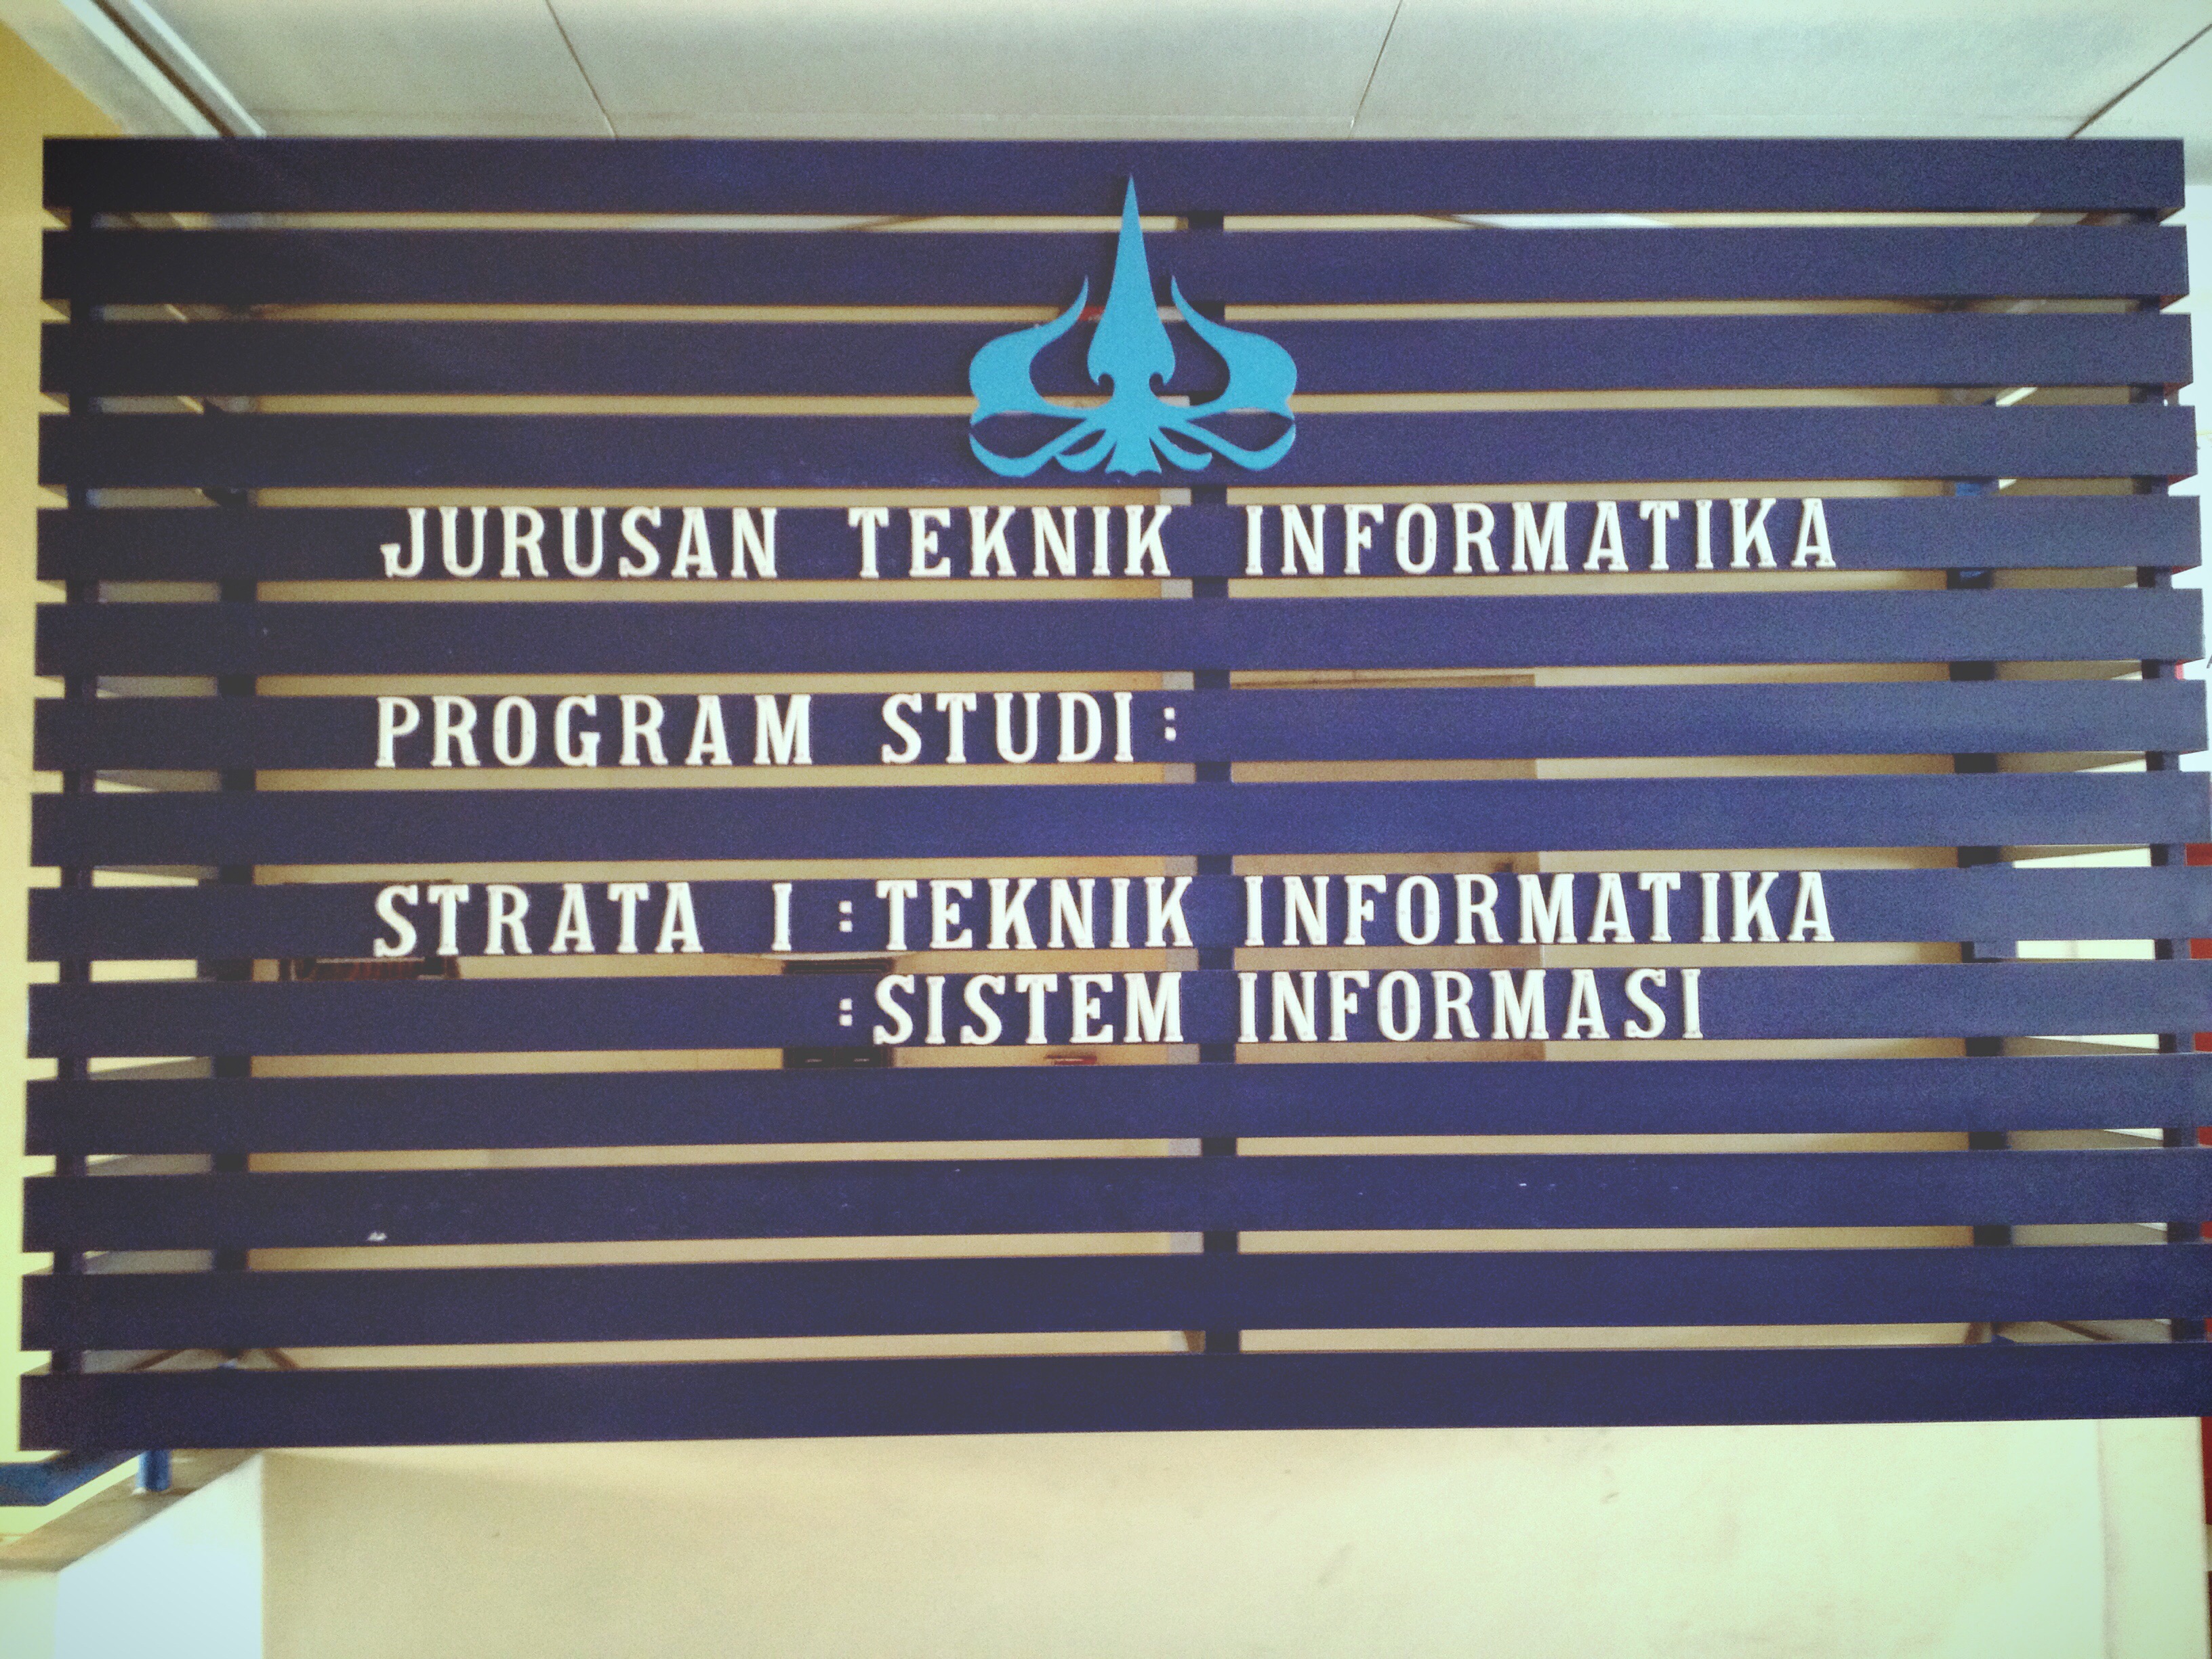 JURUSAN TEKNIK INFORMATIKA
PROGRAM STUDI:
STRATA I :TEKNIK INFORMATIKA
:SISTEM INFORMASI